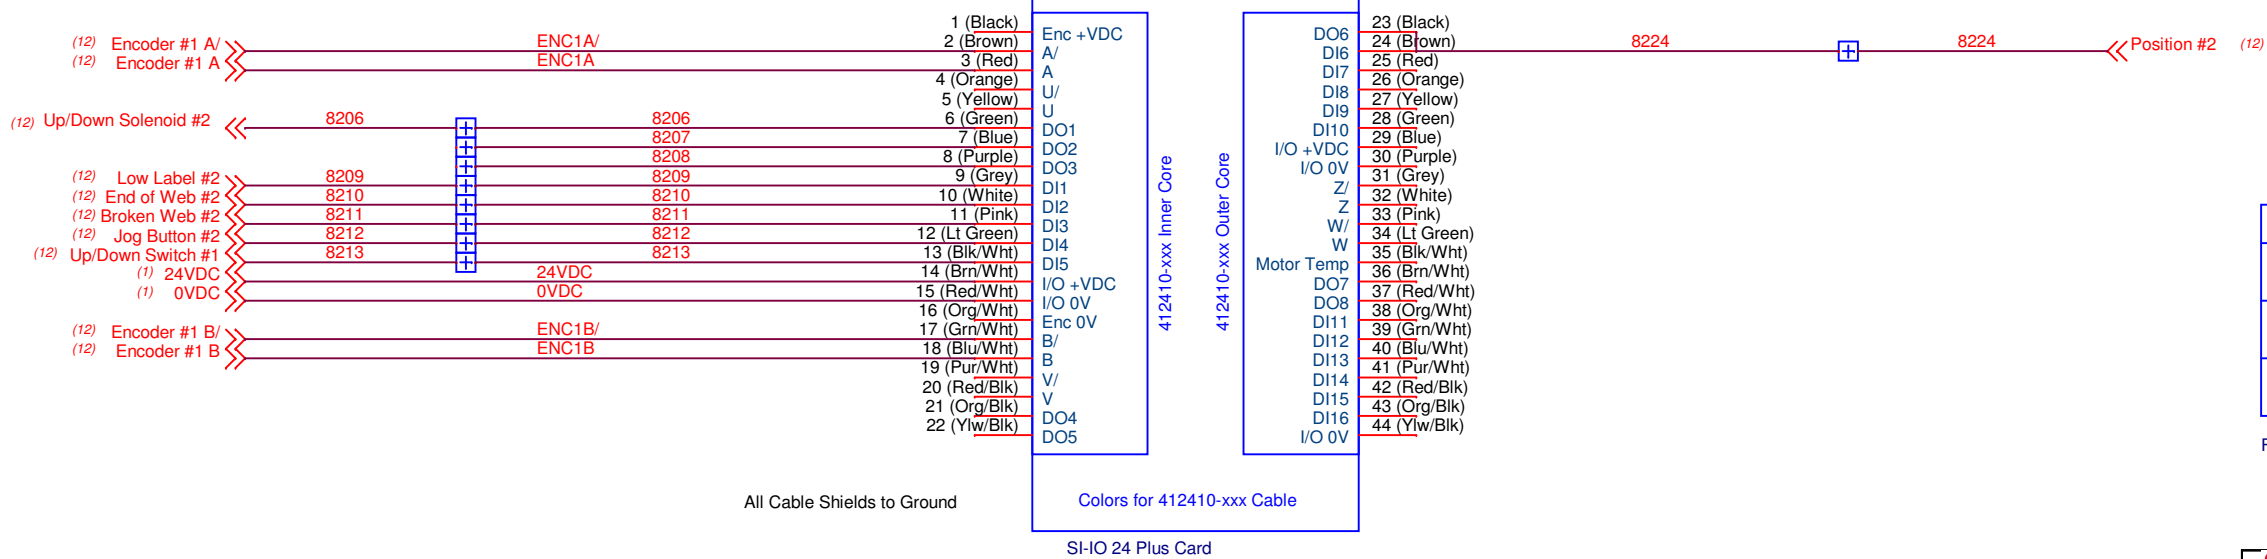 1 (Black) Enc +VDC DO6 23 (Black)
(12) Encoder #1 A/ ENC1A/ 2 (Brown) A/ DI6 24 (Brown) 8224 8224 Position #2 (12)
(12) Encoder #1 A ENC1A 3 (Red) A DI7 25 (Red)
4 (Orange) U/ DI8 26 (Orange)
5 (Yellow) U DI9 27 (Yellow)
(12) Up/Down Solenoid #2 8206 8206 6 (Green) DO1 DI10 28 (Green)
8207 7 (Blue) DO2 I/O +VDC 29 (Blue)
8208 8 (Purple) DO3 I/O 0V 30 (Purple)
(12) Low Label #2 8209 8209 9 (Grey) DI1 Z/ 31 (Grey)
(12) End of Web #2 8210 8210 10 (White) DI2 Z 32 (White)
(12) Broken Web #2 8211 8211 11 (Pink) DI3 W/ 33 (Pink)
(12) Jog Button #2 8212 8212 12 (Lt Green) DI4 W 34 (Lt Green)
(12) Up/Down Switch #1 8213 8213 13 (Blk/Wht) DI5 Motor Temp 35 (Blk/Wht)
(1) 24VDC 24VDC 14 (Brn/Wht) I/O +VDC DO7 36 (Brn/Wht)
(1) 0VDC 0VDC 15 (Red/Wht) I/O 0V DO8 37 (Red/Wht)
16 (Org/Wht) Enc 0V DI11 38 (Org/Wht)
(12) Encoder #1 B/ ENC1B/ 17 (Grn/Wht) B/ DI12 39 (Grn/Wht)
(12) Encoder #1 B ENC1B 18 (Blu/Wht) B DI13 40 (Blu/Wht)
19 (Pur/Wht) V/ DI14 41 (Pur/Wht)
20 (Red/Blk) V DI15 42 (Red/Blk)
21 (Org/Blk) DO4 DI16 43 (Org/Blk)
22 (Ylw/Blk) DO5 I/O 0V 44 (Ylw/Blk)
412410-xxx Inner Core
412410-xxx Outer Core
All Cable Shields to Ground
Colors for 412410-xxx Cable
SI-IO 24 Plus Card